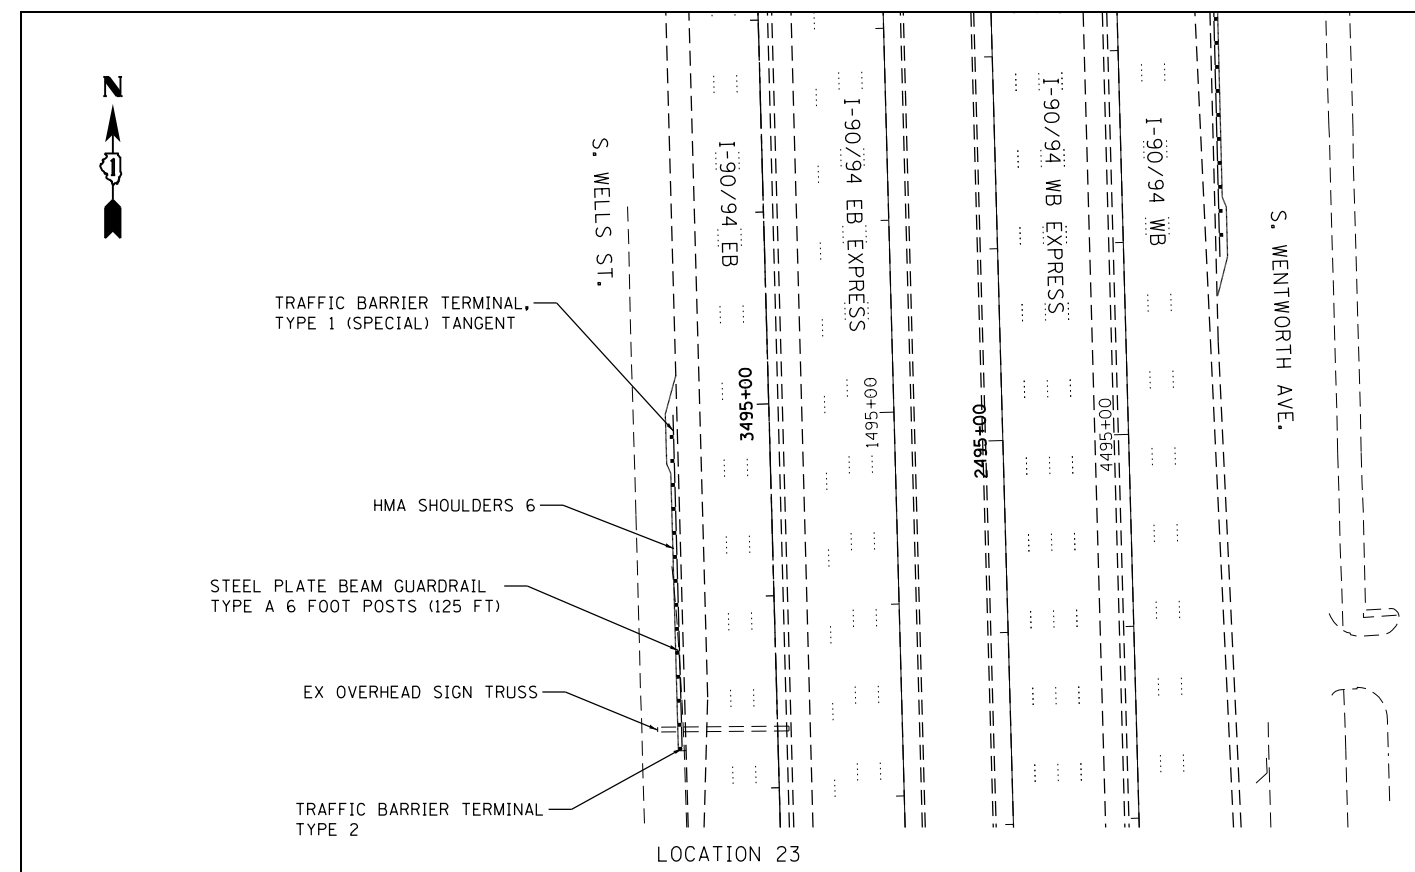 N
1
S. WELLS ST.
I-90/94 EB
I-90/94 EB EXPRESS
I-90/94 WB EXPRESS
I-90/94 WB
S. WENTWORTH AVE.
TRAFFIC BARRIER TERMINAL,
TYPE 1 (SPECIAL) TANGENT
3495+00
1495+00
2495+00
4495+00
HMA SHOULDERS 6
STEEL PLATE BEAM GUARDRAIL
TYPE A 6 FOOT POSTS (125 FT)
EX OVERHEAD SIGN TRUSS
TRAFFIC BARRIER TERMINAL
TYPE 2
LOCATION 23